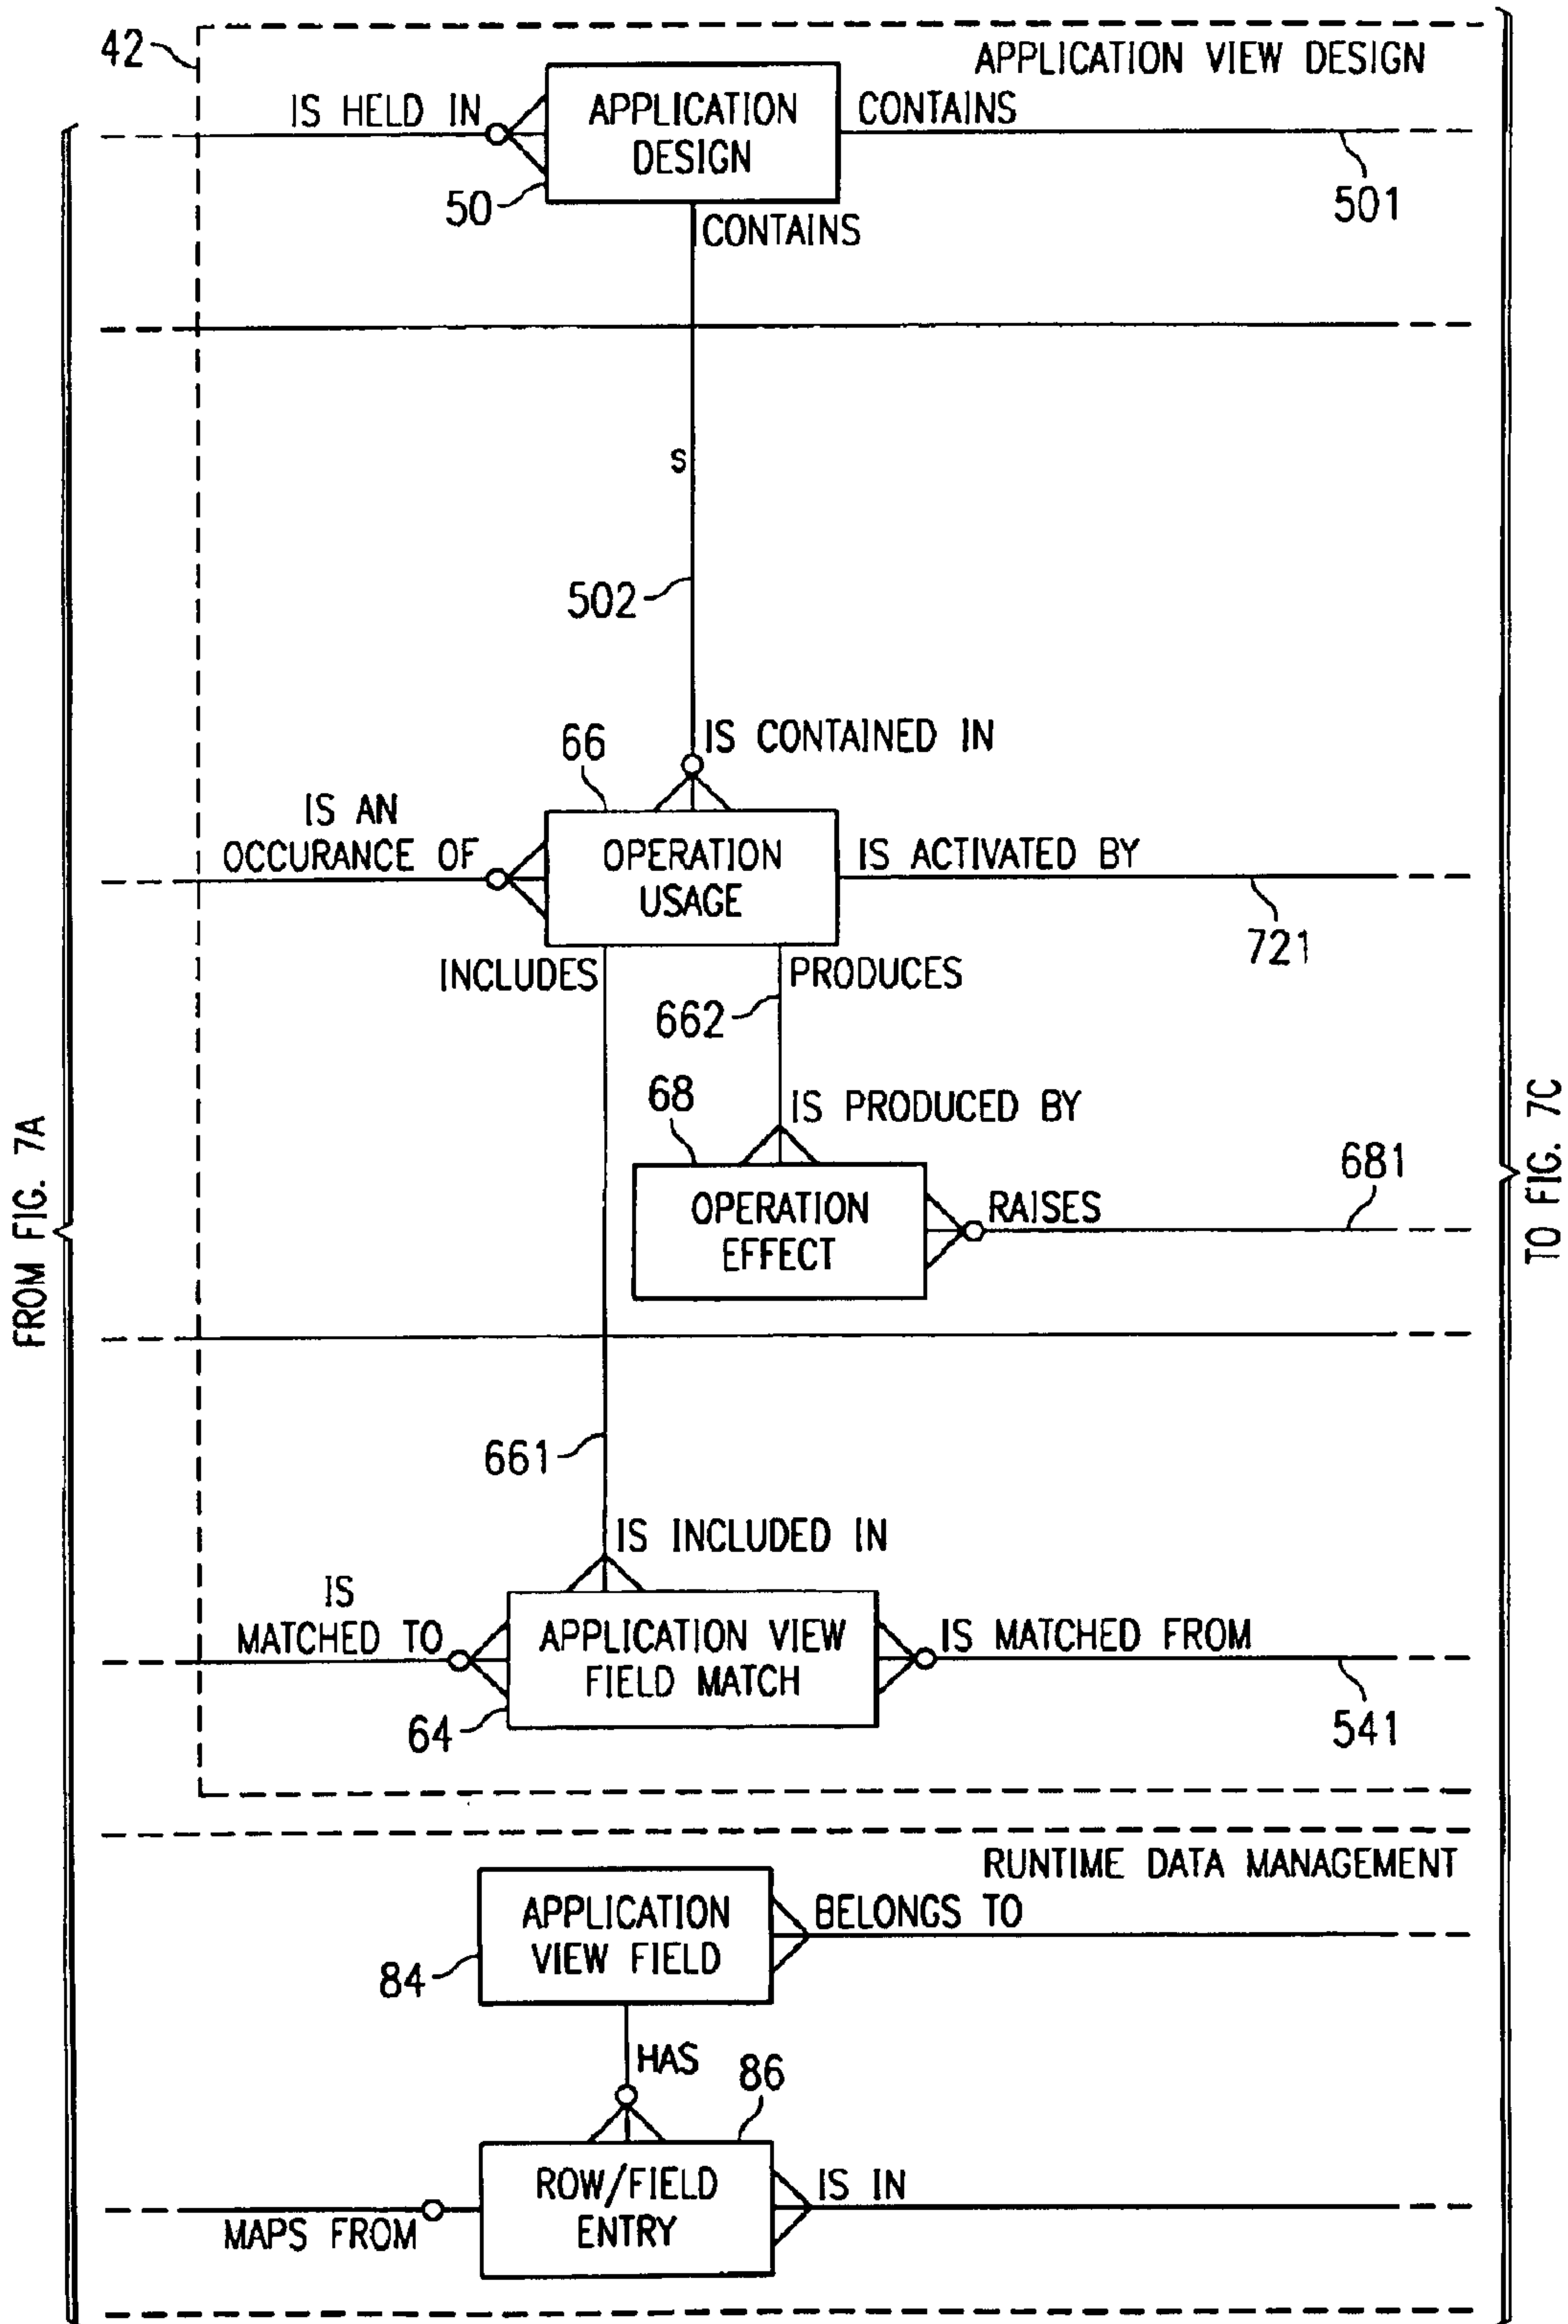 42
APPLICATION VIEW DESIGN
IS HELD IN
APPLICATION
DESIGN
CONTAINS
50
501
CONTAINS
S
502
66
IS CONTAINED IN
IS AN
OCCURANCE OF
OPERATION
USAGE
IS ACTIVATED BY
721
INCLUDES
PRODUCES
662
68
IS PRODUCED BY
OPERATION
EFFECT
RAISES
681
FROM FIG. 7A
TO FIG. 7C
661
IS INCLUDED IN
IS
MATCHED TO
APPLICATION VIEW
FIELD MATCH
IS MATCHED FROM
64
541
RUNTIME DATA MANAGEMENT
APPLICATION
VIEW FIELD
BELONGS TO
84
HAS
86
ROW/FIELD
ENTRY
IS IN
MAPS FROM